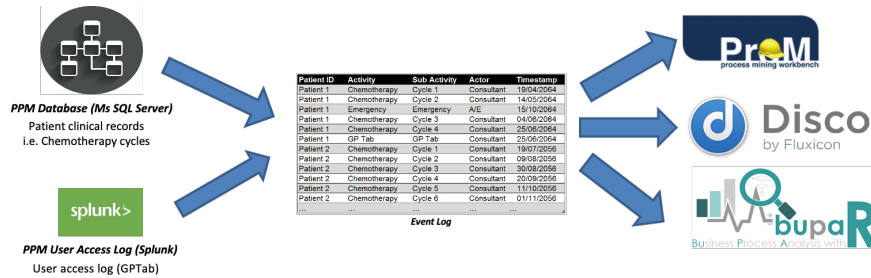 PPM Database (Ms SQL Server)
Patient clinical records
i.e. Chemotherapy cycles
splunk>
PPM User Access Log (Splunk)
User access log (GPTab)
Patient ID Activity Sub Activity Actor Timestamp
Patient 1 Chemotherapy Cycle 1 Consultant 19/04/2064
Patient 1 Chemotherapy Cycle 2 Consultant 14/05/2064
Patient 1 Emergency Emergency A/E 15/10/2064
Patient 1 Chemotherapy Cycle 3 Consultant 04/06/2064
Patient 1 Chemotherapy Cycle 4 Consultant 25/06/2064
Patient 1 GP Tab GP Tab Consultant 25/06/2064
Patient 2 Chemotherapy Cycle 1 Consultant 19/07/2056
Patient 2 Chemotherapy Cycle 2 Consultant 09/08/2056
Patient 2 Chemotherapy Cycle 3 Consultant 30/08/2056
Patient 2 Chemotherapy Cycle 4 Consultant 20/09/2056
Patient 2 Chemotherapy Cycle 5 Consultant 11/10/2056
Patient 2 Chemotherapy Cycle 6 Consultant 01/11/2056
... ... ... ... ...
Event Log
ProM
process mining workbench
d Disco
by Fluxicon
bupaR
Business Process Analysis with